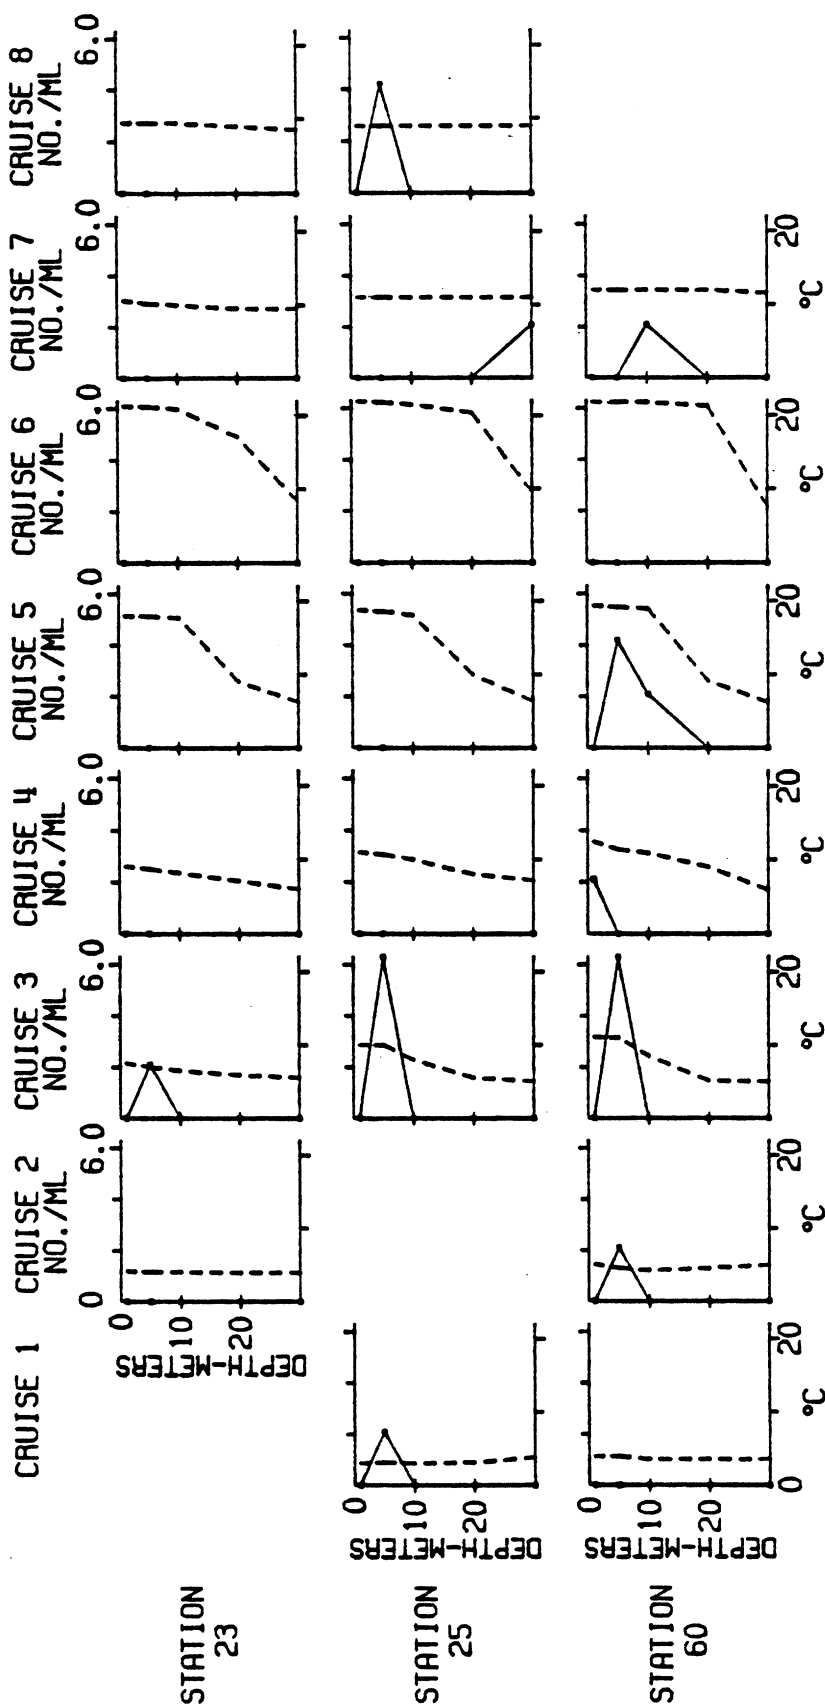 CRUISE 1
CRUISE 2
NO./ML
CRUISE 3
NO./ML
CRUISE 4
NO./ML
CRUISE 5
NO./ML
CRUISE 6
NO./ML
CRUISE 7
NO./ML
CRUISE 8
NO./ML
0
6.0
6.0
6.0
6.0
6.0
6.0
6.0
STATION
23
DEPTH-METERS
0
10
20
STATION
25
DEPTH-METERS
0
10
20
STATION
60
DEPTH-METERS
0
10
20
0
20
20
20
20
20
20
20
°C
°C
°C
°C
°C
°C
°C